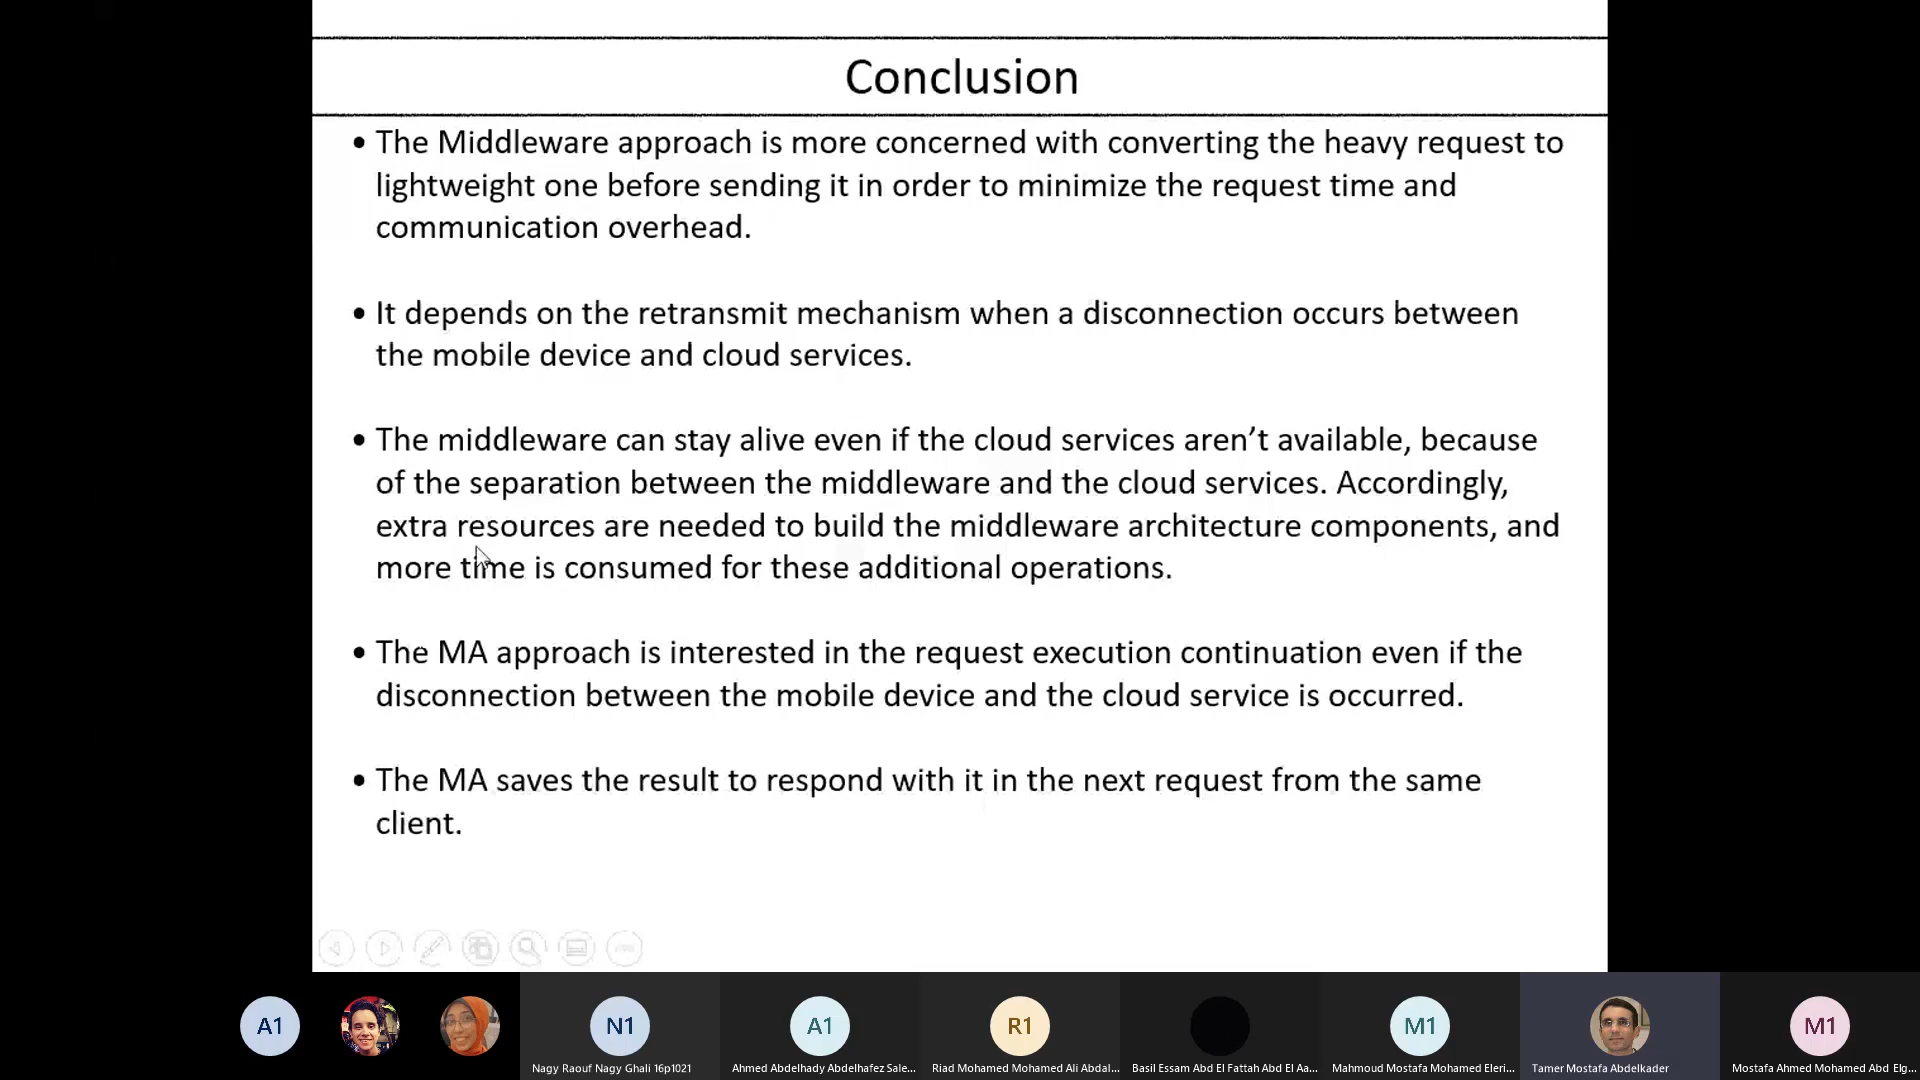 Conclusion
• The Middleware approach is more concerned with converting the heavy request to
lightweight one before sending it in order to minimize the request time and
communication overhead.
• It depends on the retransmit mechanism when a disconnection occurs between
the mobile device and cloud services.
• The middleware can stay alive even if the cloud services aren’t available, because
of the separation between the middleware and the cloud services. Accordingly,
extra resources are needed to build the middleware architecture components, and
more time is consumed for these additional operations.
• The MA approach is interested in the request execution continuation even if the
disconnection between the mobile device and the cloud service is occurred.
• The MA saves the result to respond with it in the next request from the same
client.
A1 N1 A1 R1 M1 M1
Nagy Raouf Nagy Ghali 16p1021 Ahmed Abdelhady Abdelhafez Sale... Riad Mohamed Mohamed Ali Abdal... Basil Essam Abd El Fattah Abd El Aa... Mahmoud Mostafa Mohamed Eleri... Tamer Mostafa Abdelkader Mostafa Ahmed Mohamed Abd Elg...